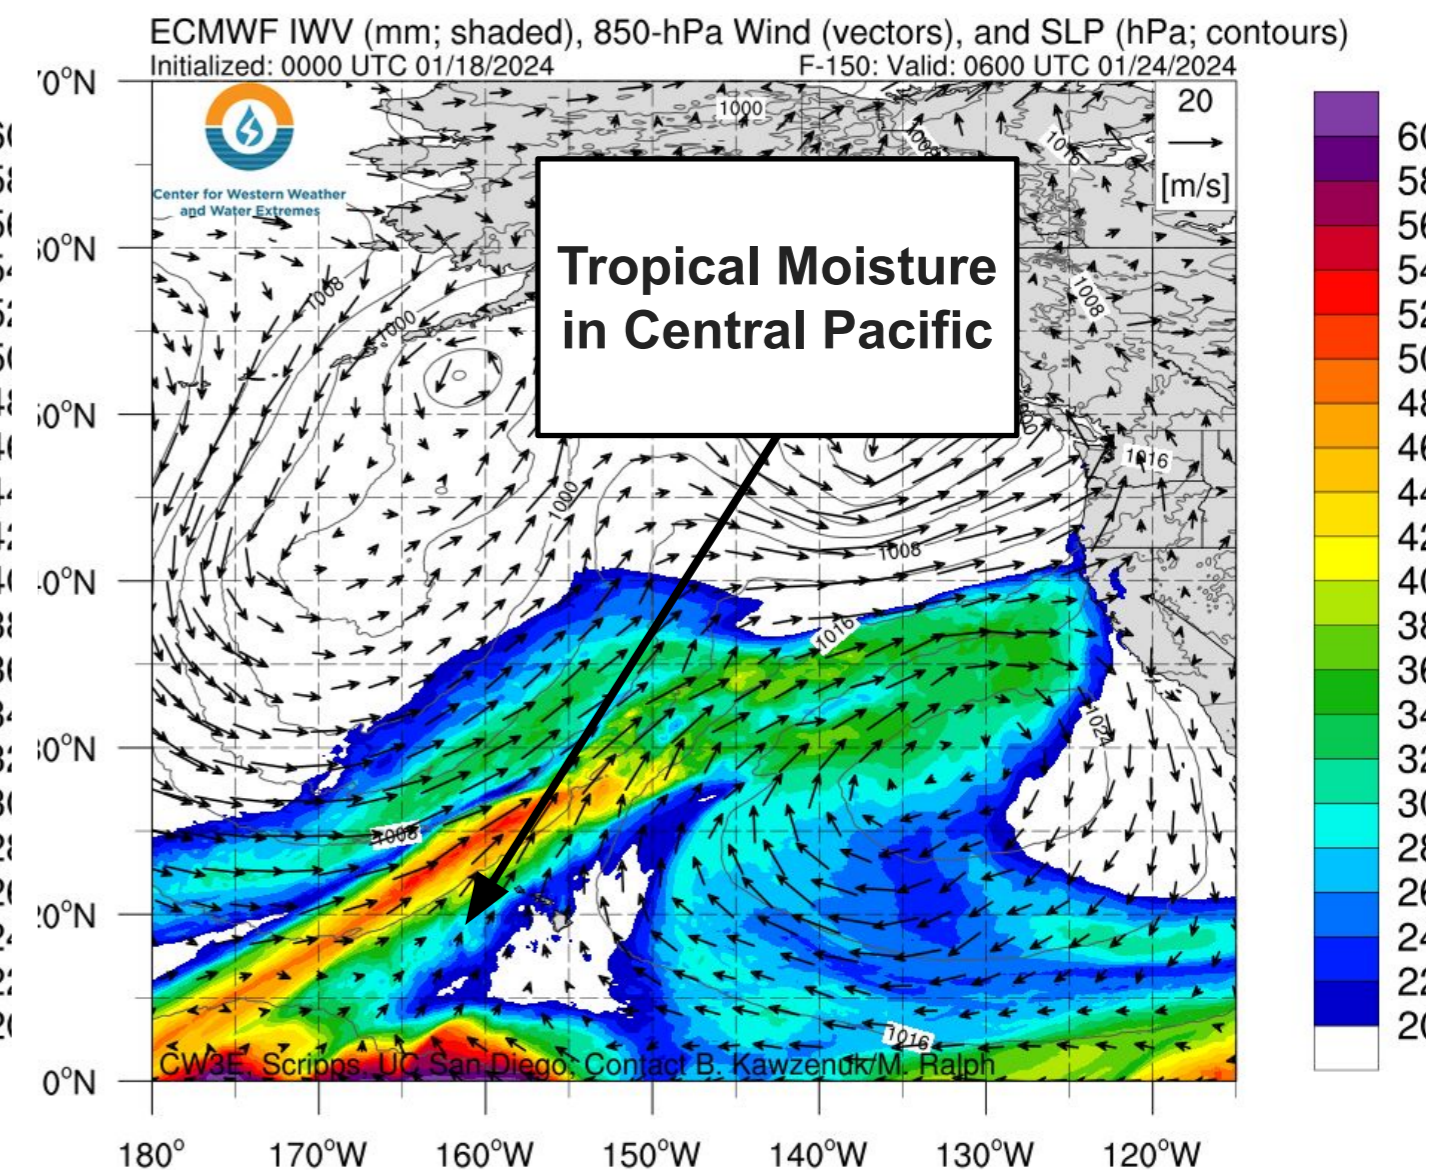 ECMWF IWV (mm; shaded), 850-hPa Wind (vectors), and SLP (hPa; contours)
Initialized: 0000 UTC 01/18/2024
F-150: Valid: 0600 UTC 01/24/2024
20
[m/s]
Center for Western Weather
and Water Extremes
Tropical Moisture
in Central Pacific
1000
1008
1016
1008
1000
1008
1016
1000
1008
1016
1024
1008
1016
CW3E, Scripps, UC San Diego; Contact B. Kawzenuk/M. Ralph
0°N
180° 170°W 160°W 150°W 140°W 130°W 120°W